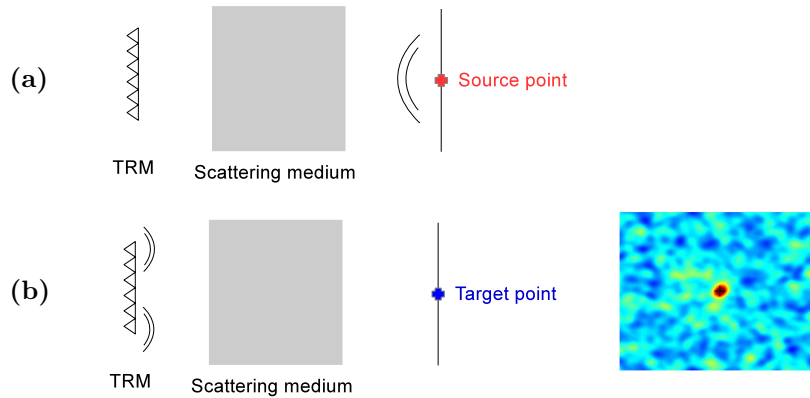 (a)
Source point
TRM
Scattering medium
(b)
Target point
TRM
Scattering medium